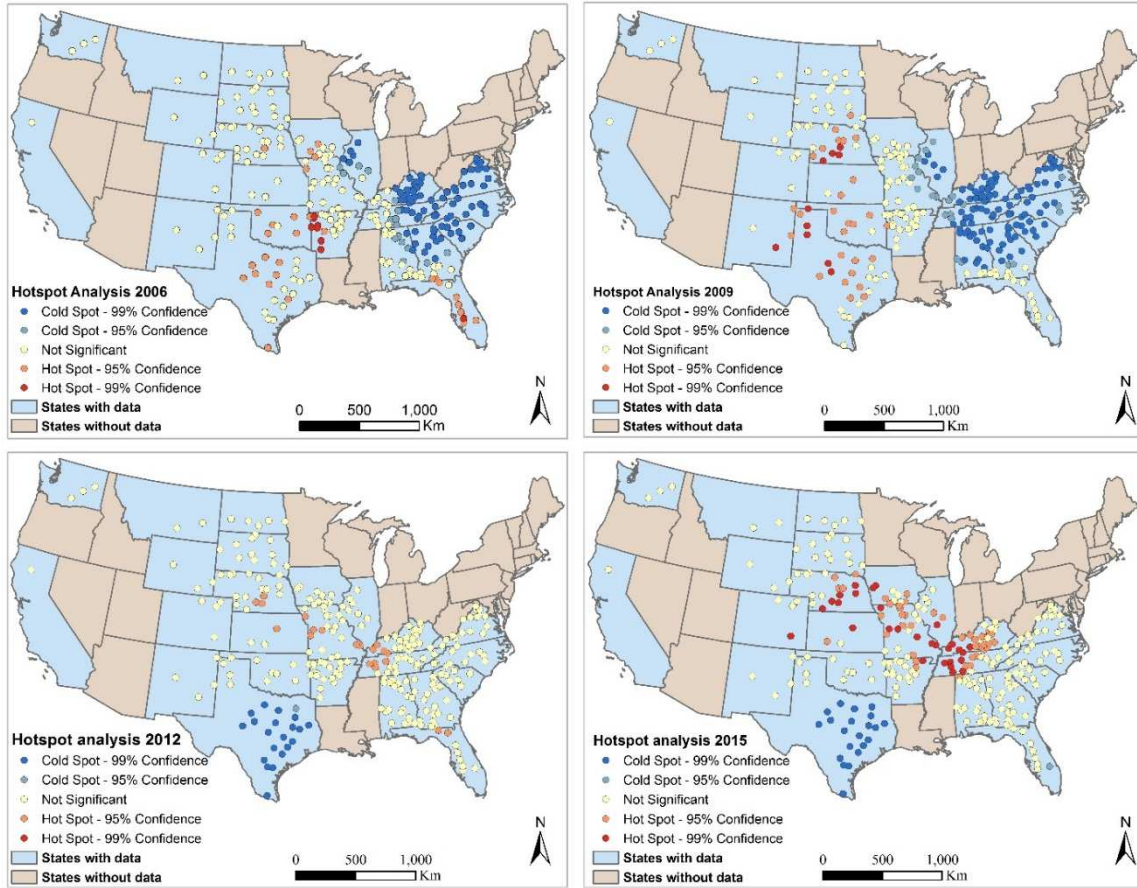 Hotspot Analysis 2006
Cold Spot - 99% Confidence
Cold Spot - 95% Confidence
Not Significant
Hot Spot - 95% Confidence
Hot Spot - 99% Confidence
States with data
States without data
0 500 1,000
Km
N
Hotspot Analysis 2009
Cold Spot - 99% Confidence
Cold Spot - 95% Confidence
Not Significant
Hot Spot - 95% Confidence
Hot Spot - 99% Confidence
States with data
States without data
0 500 1,000
Km
N
Hotspot analysis 2012
Cold Spot - 99% Confidence
Cold Spot - 95% Confidence
Not Significant
Hot Spot - 95% Confidence
Hot Spot - 99% Confidence
States with data
States without data
0 500 1,000
Km
N
Hotspot analysis 2015
Cold Spot - 99% Confidence
Cold Spot - 95% Confidence
Not Significant
Hot Spot - 95% Confidence
Hot Spot - 99% Confidence
States with data
States without data
0 500 1,000
Km
N